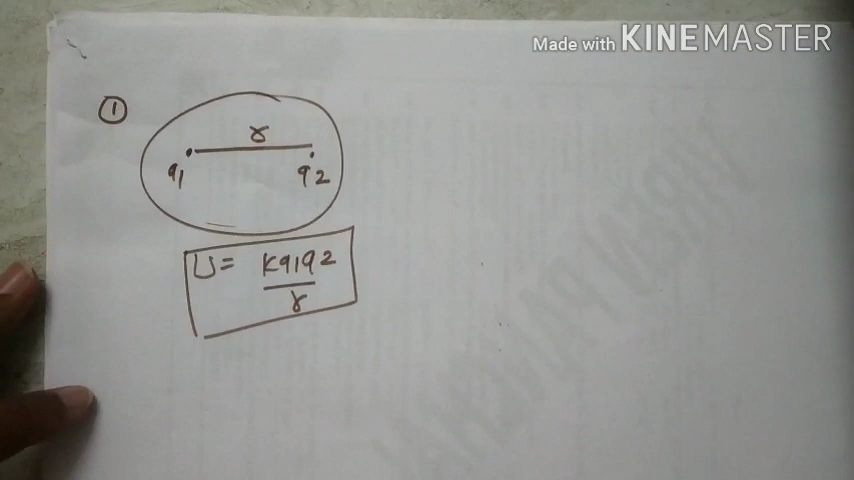 Made with KINEMASTER
①
r
q1 q2
U = Kq1q2
r